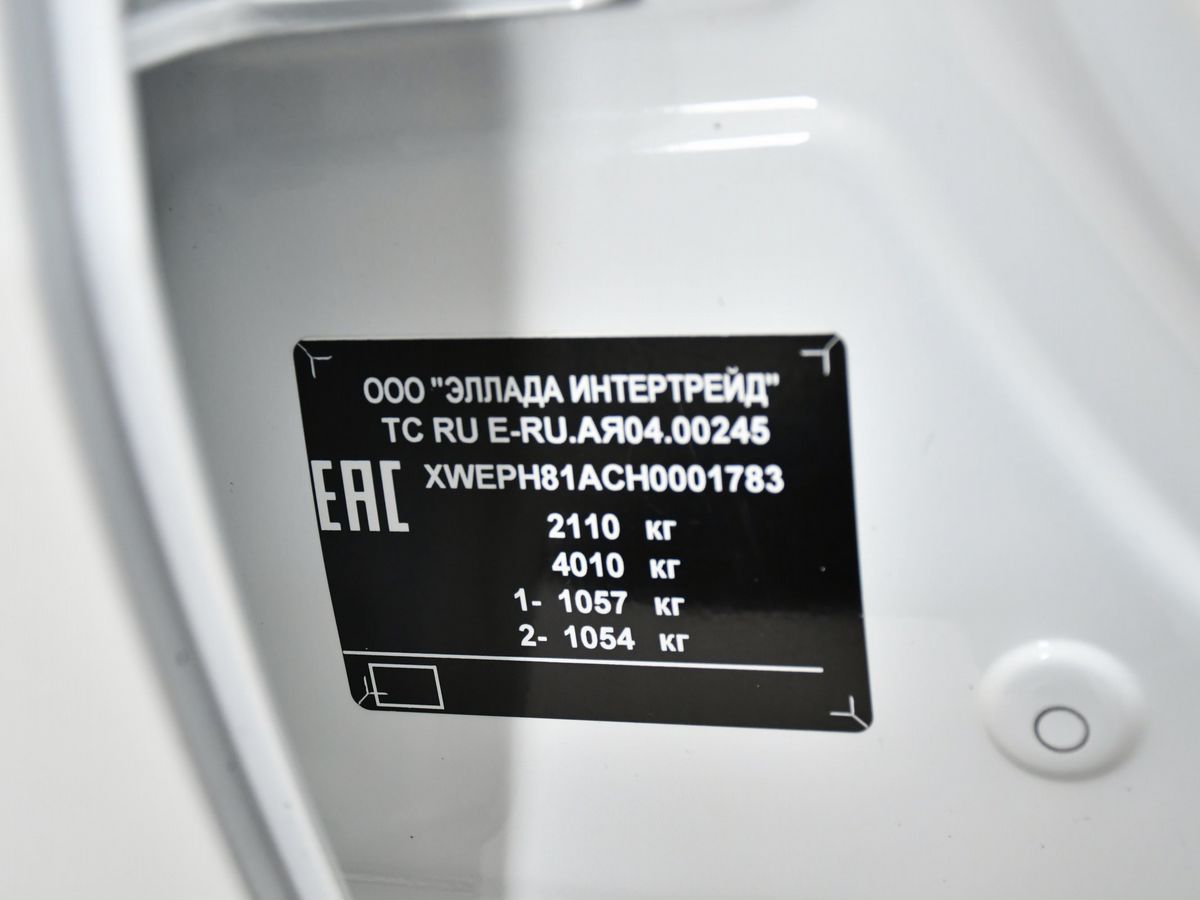 ООО "ЭЛЛАДА ИНТЕРТРЕЙД"
ТС RU E-RU.АЯ04.00245
EAC
XWEPH81ACH0001783
2110 кг
4010 кг
1- 1057 кг
2- 1054 кг